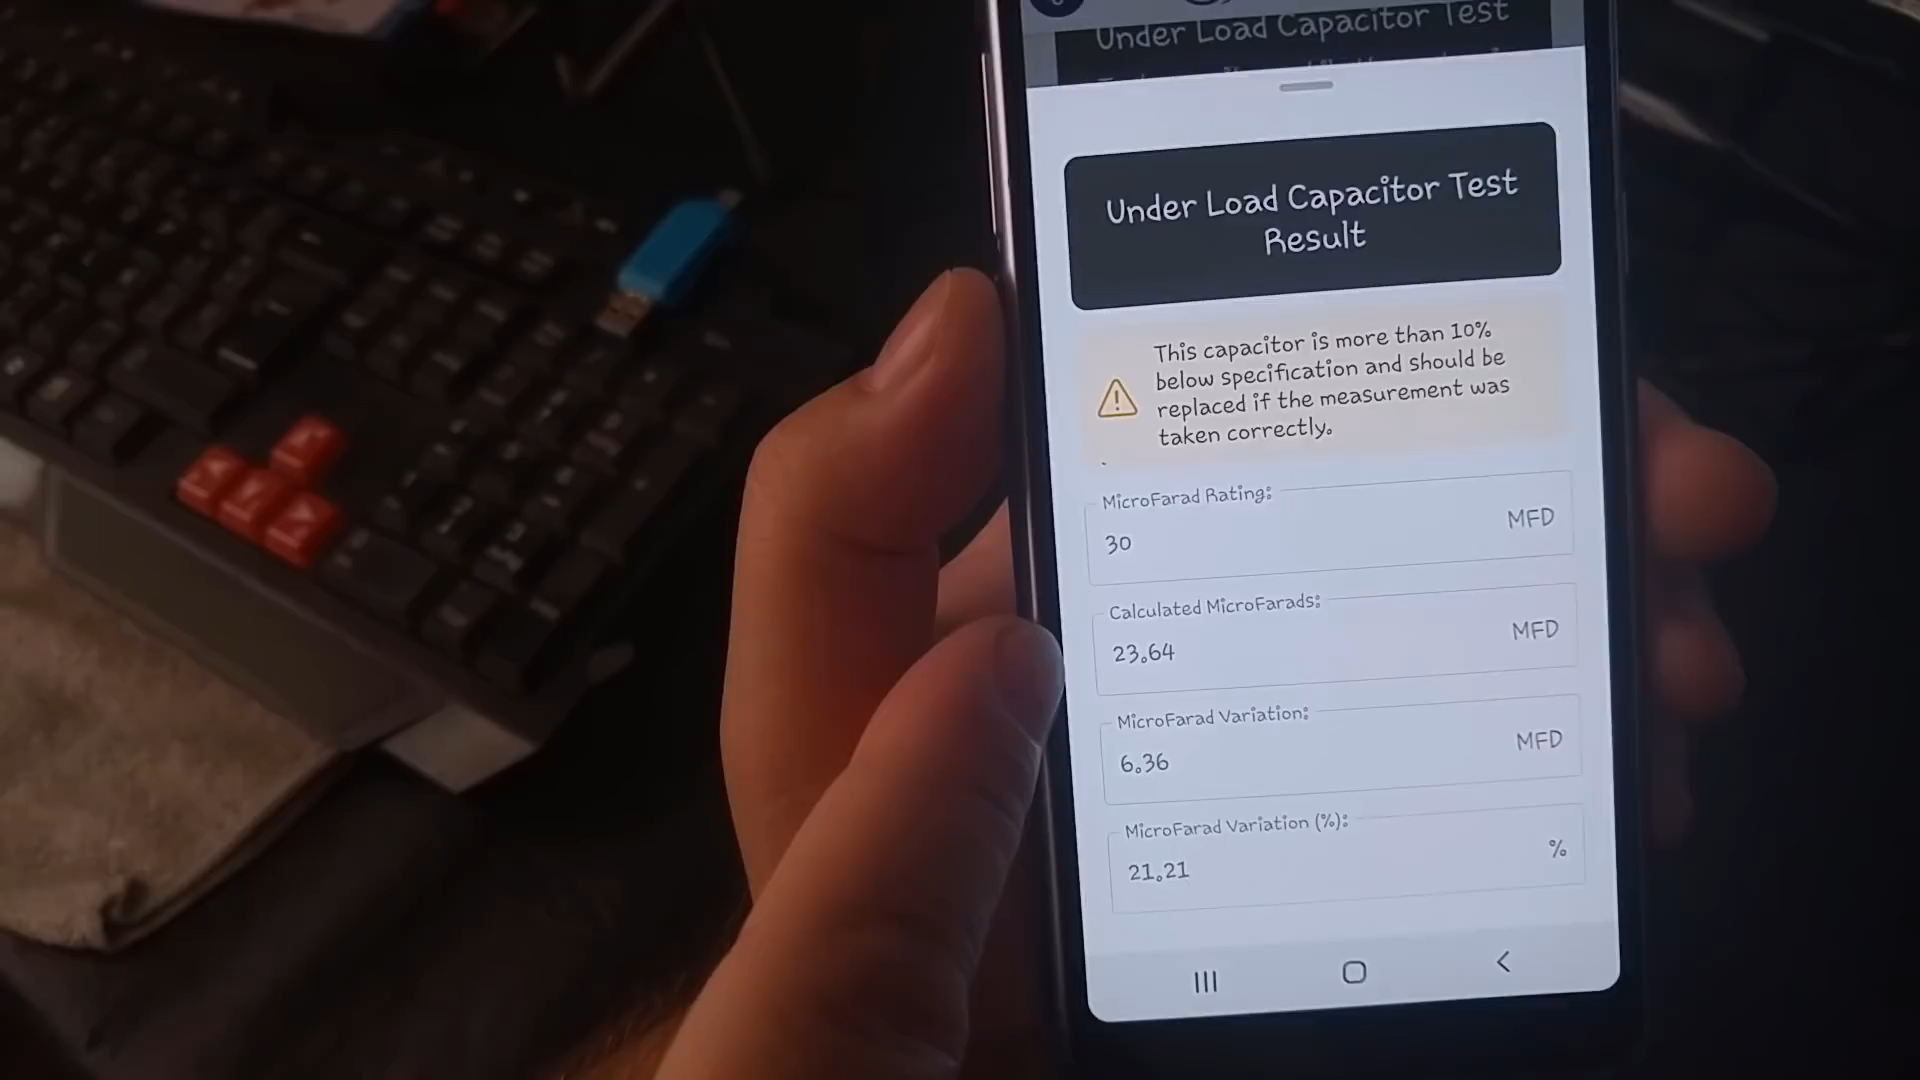 Under Load Capacitor Test
Under Load Capacitor Test
Result
This capacitor is more than 10%
below specification and should be
replaced if the measurement was
taken correctly.
MicroFarad Rating:
30 MFD
Calculated MicroFarads:
23.64 MFD
MicroFarad Variation:
6.36 MFD
MicroFarad Variation (%):
21.21 %